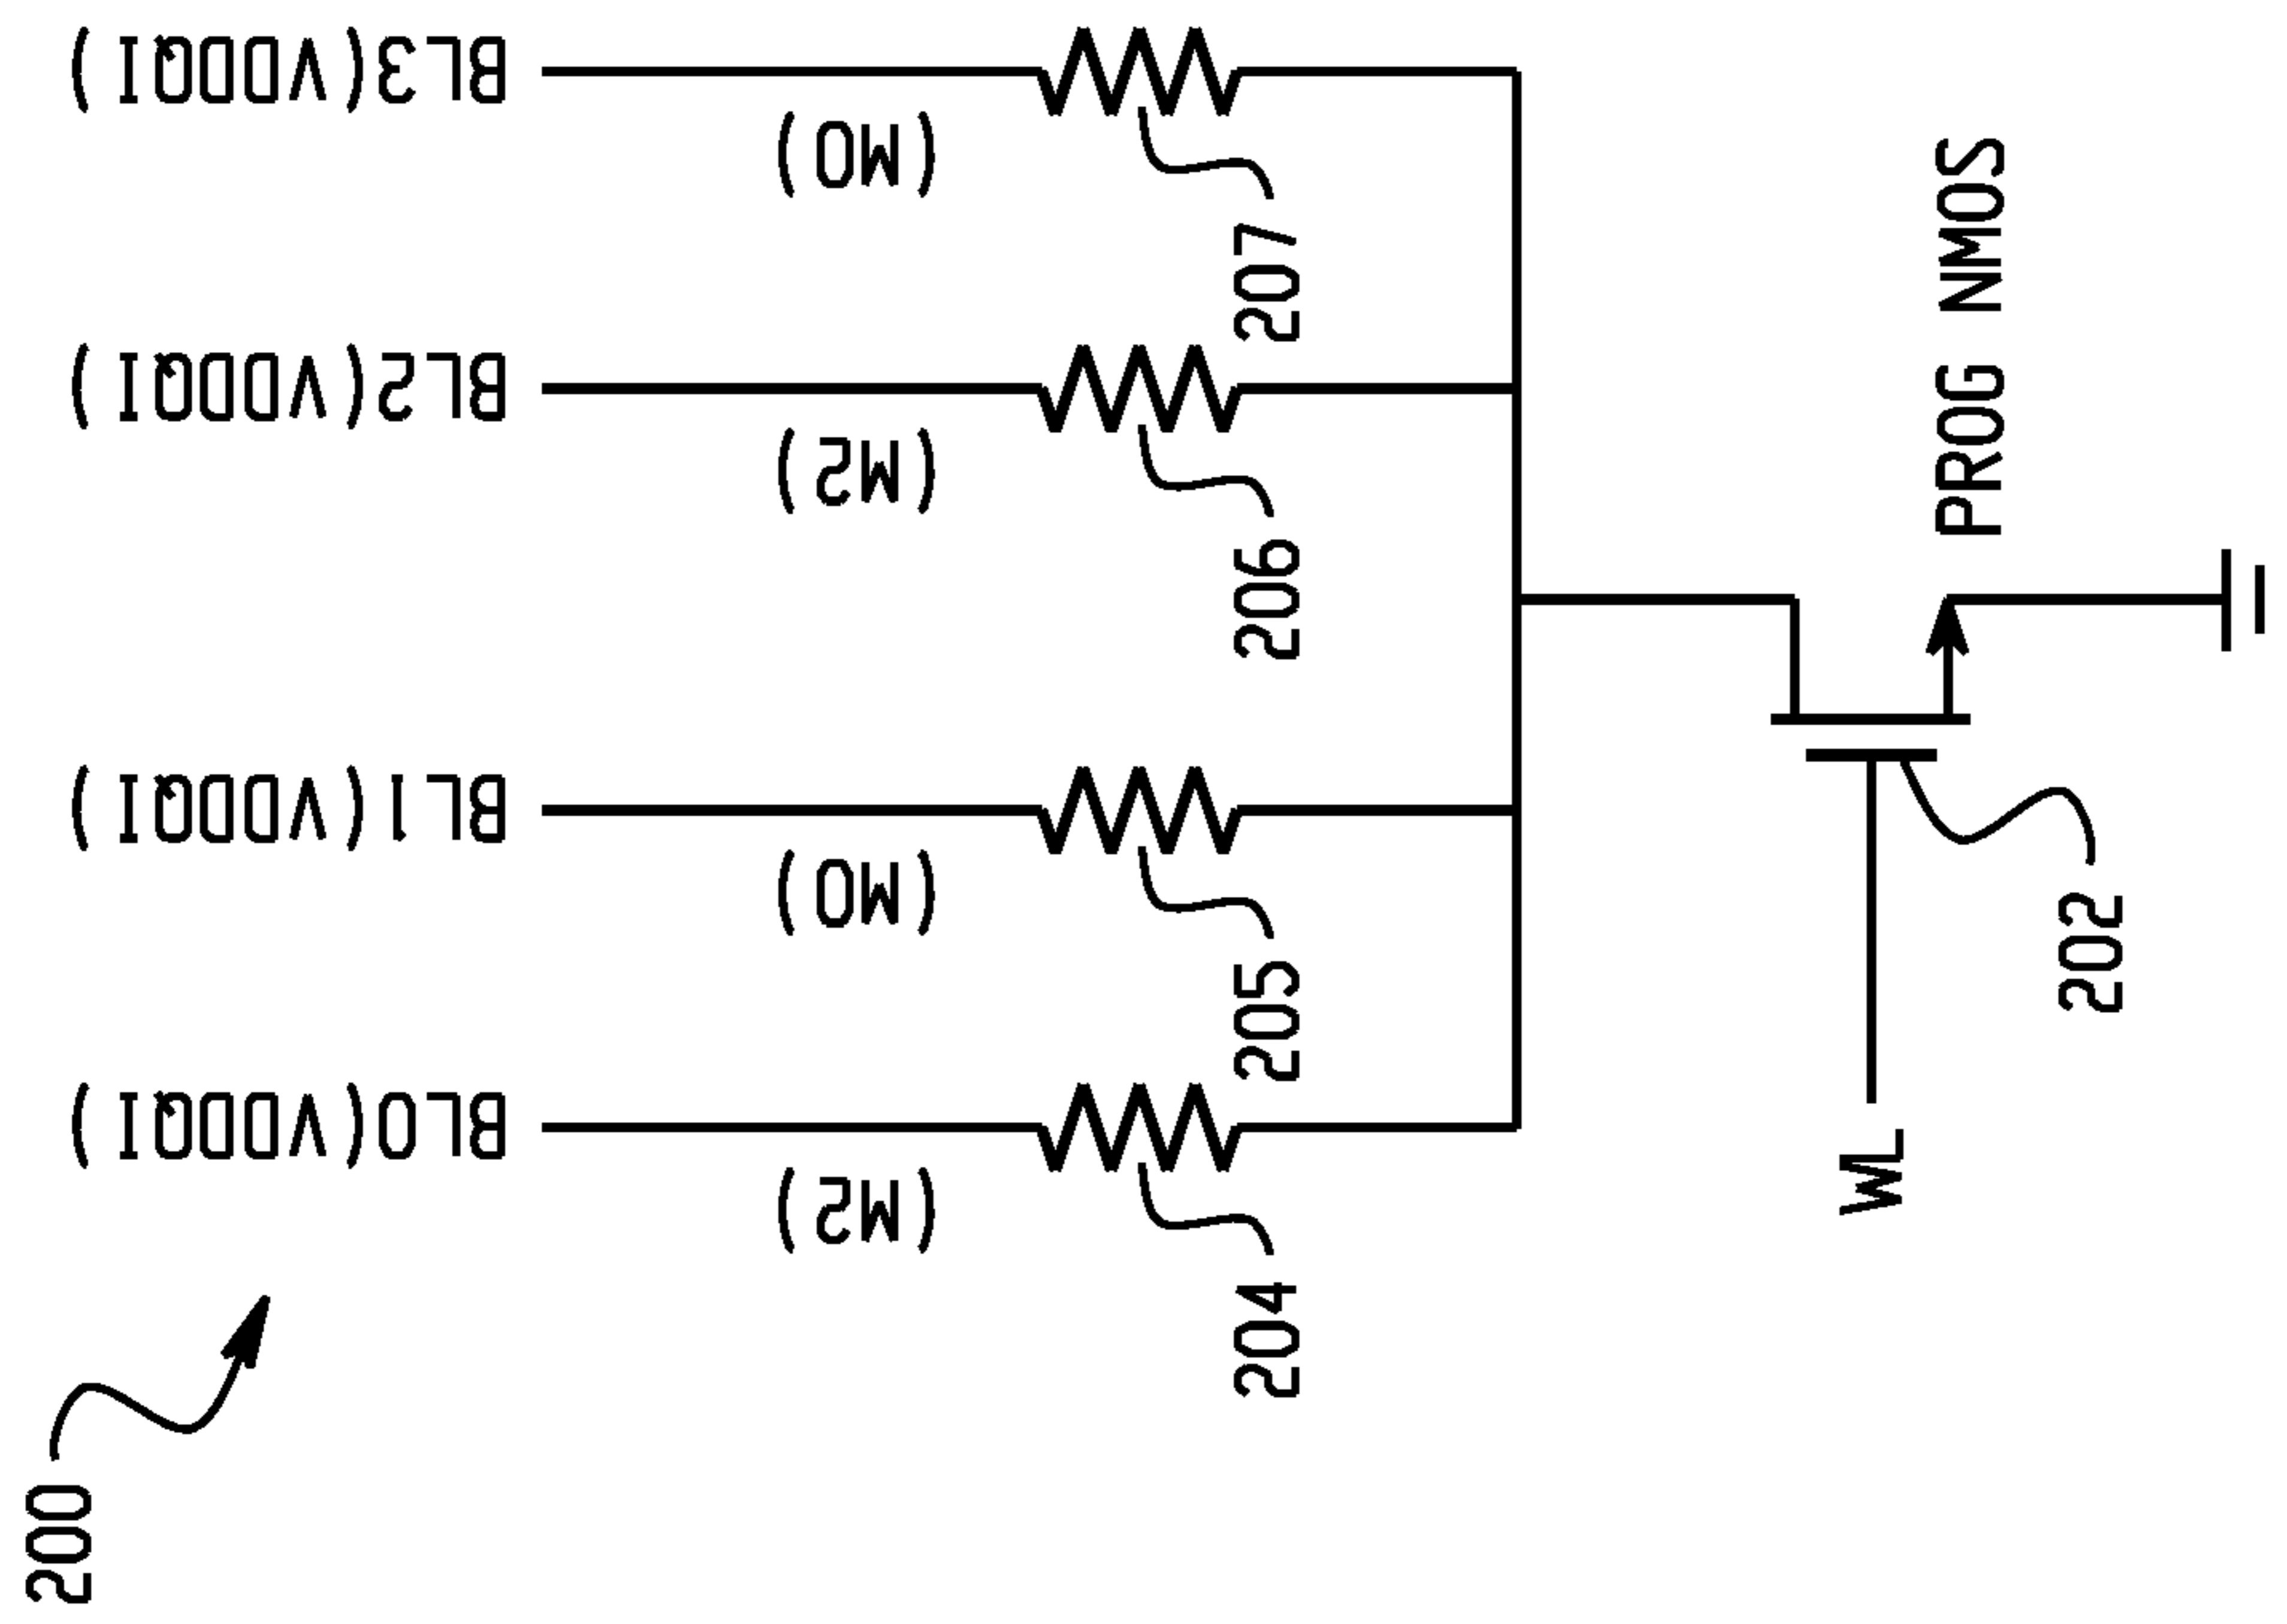 200
BL0(VDDQI)
BL1(VDDQI)
BL2(VDDQI)
BL3(VDDQI)
(M2)
(M0)
(M2)
(M0)
204
205
206
207
WL
PROG NMOS
202